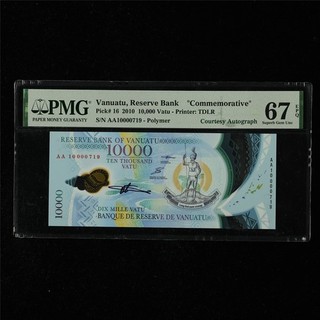 PMG
PAPER MONEY GUARANTY
Vanuatu, Reserve Bank "Commemorative"
Pick# 16 2010 10,000 Vatu - Printer: TDLR
S/N AA10000719 - Polymer
Courtesy Autograph
67 EPQ
Superb Gem Unc
RESERVE BANK OF VANUATU
AA 10000719
10000
TEN THOUSAND
VATU
AA10000719
10000
DIX MILLE VATU
BANQUE DE RESERVE DE VANUATU